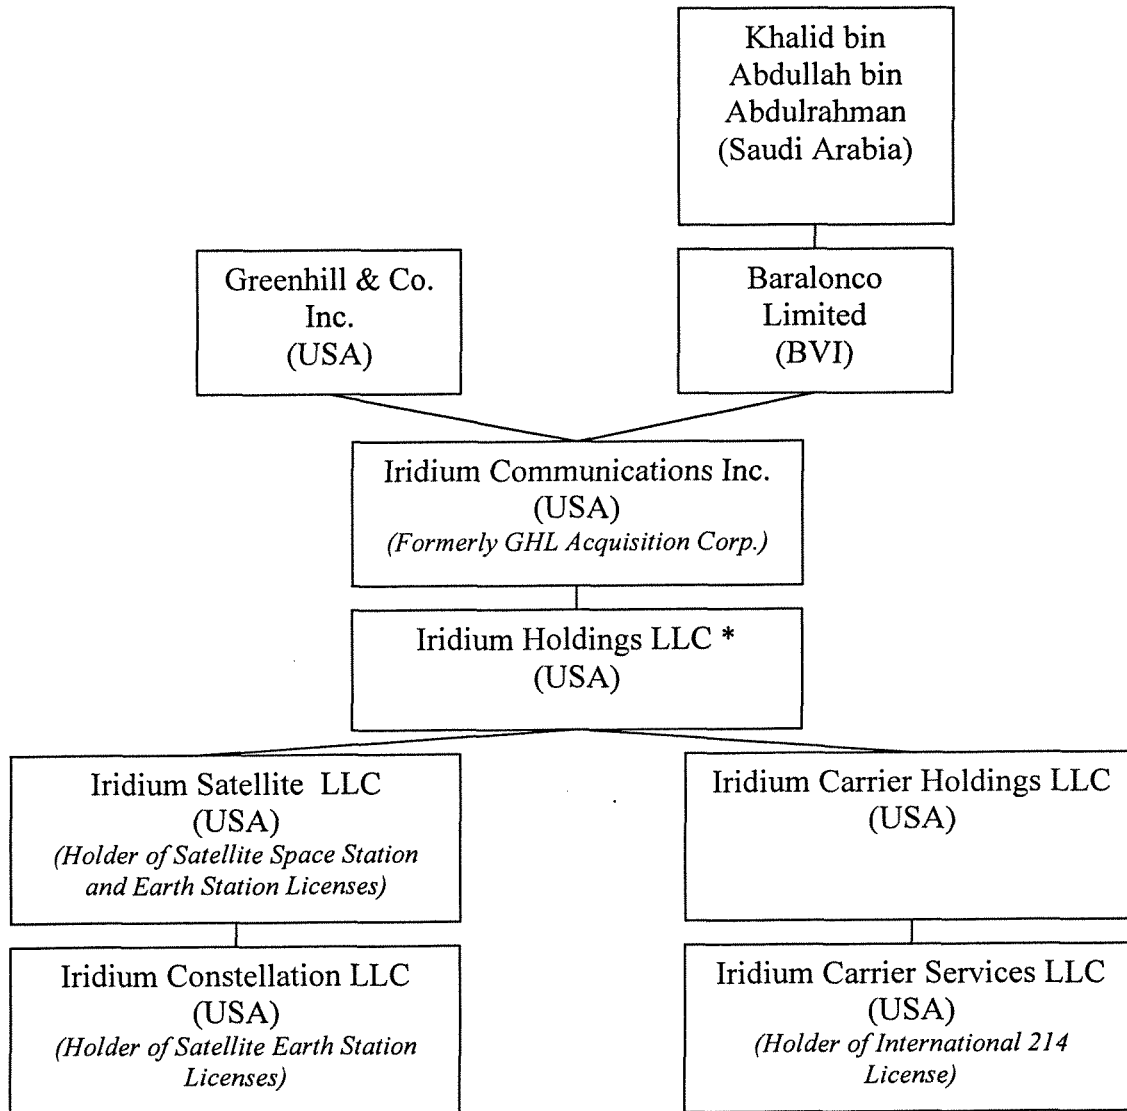 Khalid bin
Abdullah bin
Abdulrahman
(Saudi Arabia)
Greenhill & Co.
Inc.
(USA)
Baralonco
Limited
(BVI)
Iridium Communications Inc.
(USA)
(Formerly GHL Acquisition Corp.)
Iridium Holdings LLC *
(USA)
Iridium Satellite LLC
(USA)
(Holder of Satellite Space Station
and Earth Station Licenses)
Iridium Carrier Holdings LLC
(USA)
Iridium Constellation LLC
(USA)
(Holder of Satellite Earth Station
Licenses)
Iridium Carrier Services LLC
(USA)
(Holder of International 214
License)